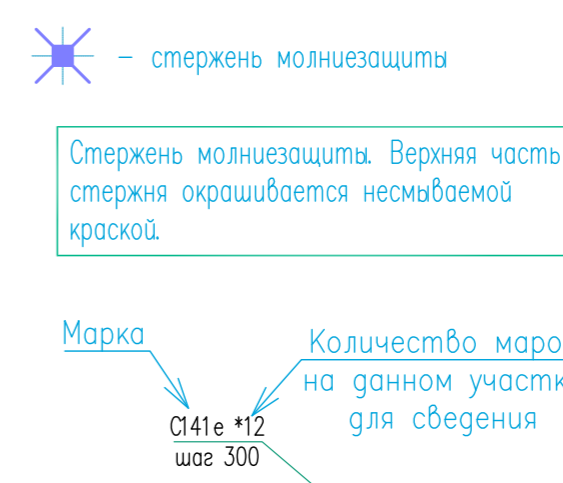 – стержень молниезащиты
Стержень молниезащиты. Верхняя часть
стержня окрашивается несмываемой
краской.
Марка
Количество маро
на данном участк
для сведения
С141е *12
шаг 300